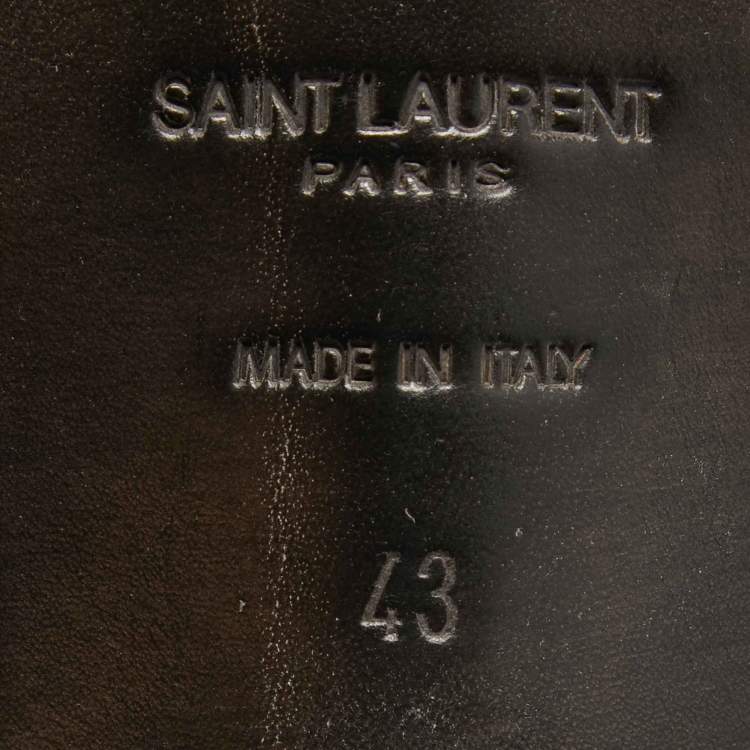 SAINT LAURENT
PARIS
MADE IN ITALY
43